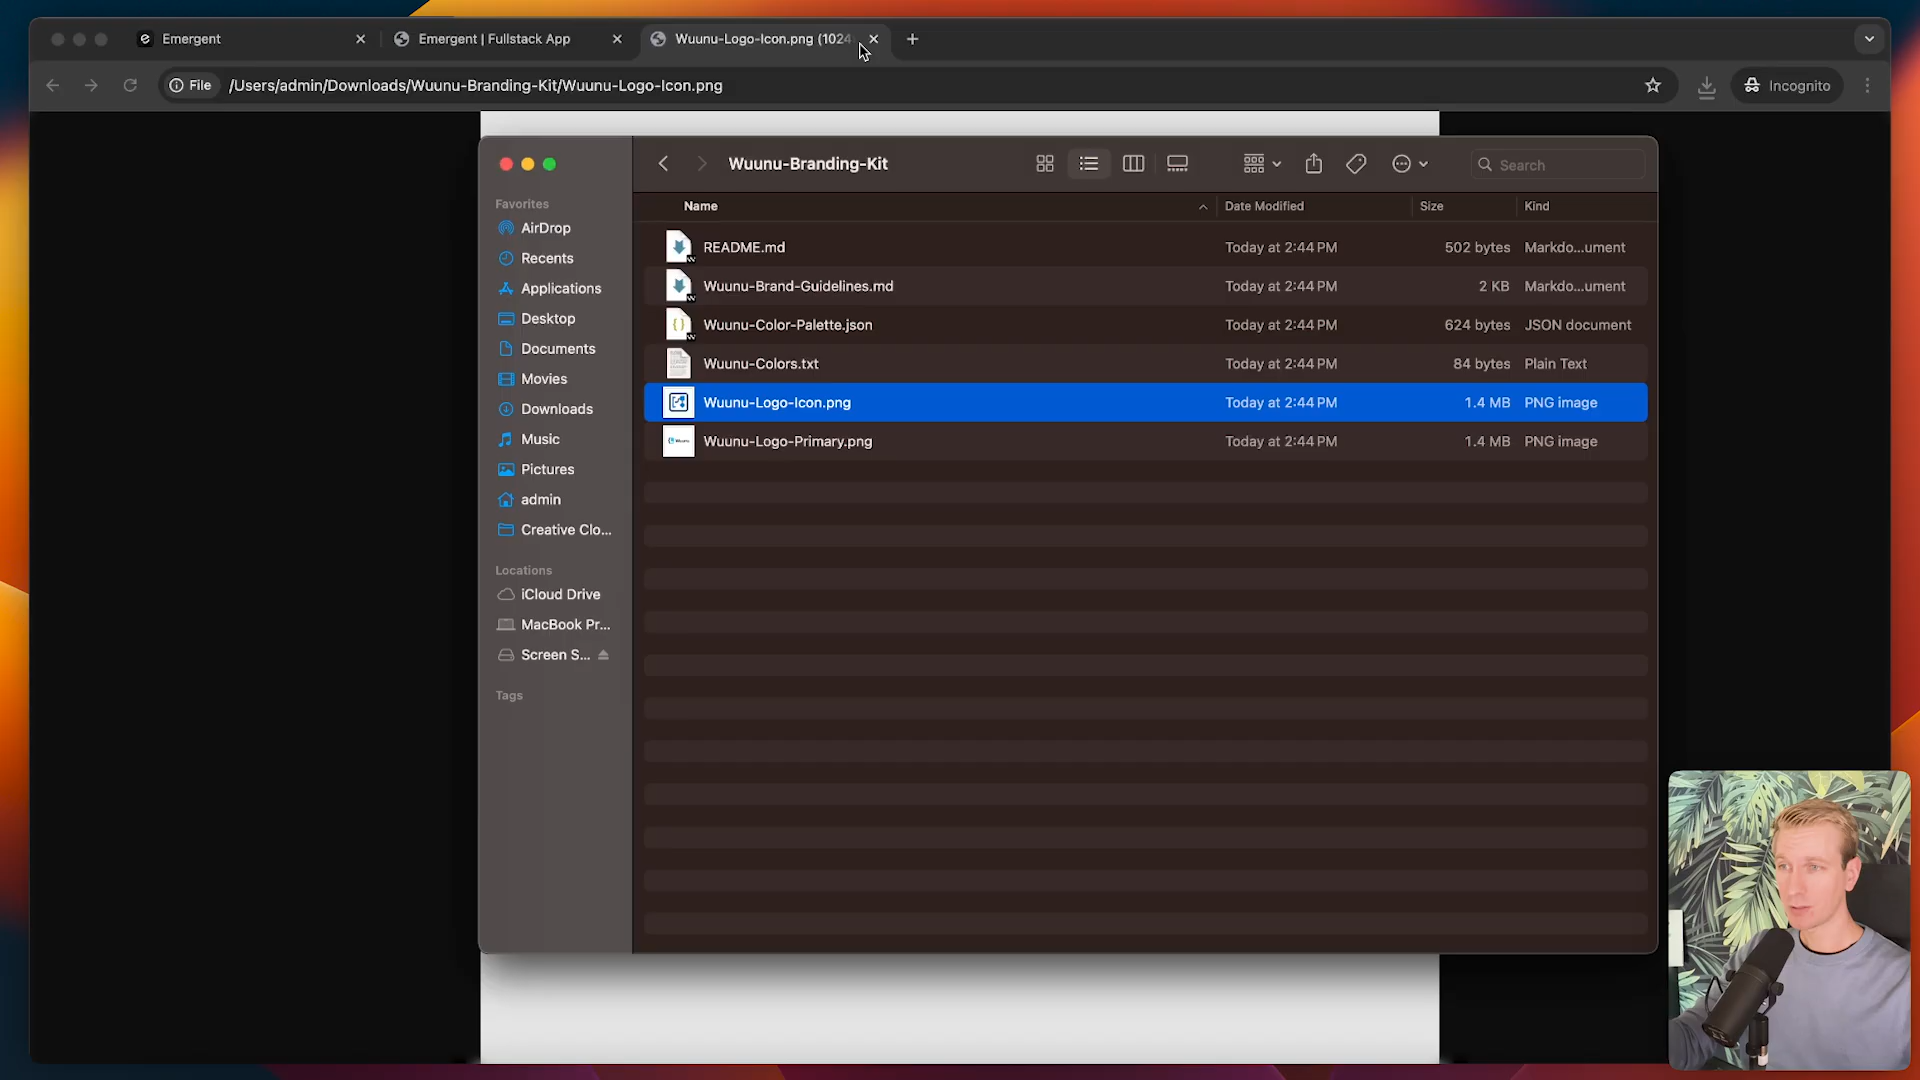 Emergent
Emergent | Fullstack App
Wuunu-Logo-Icon.png (1024
File
/Users/admin/Downloads/Wuunu-Branding-Kit/Wuunu-Logo-Icon.png
Incognito
Wuunu-Branding-Kit
Search
Favorites
AirDrop
Recents
Applications
Desktop
Documents
Movies
Downloads
Music
Pictures
admin
Creative Clo...
Locations
iCloud Drive
MacBook Pr...
Screen S...
Tags
Name Date Modified Size Kind
README.md Today at 2:44 PM 502 bytes Markdo...ument
Wuunu-Brand-Guidelines.md Today at 2:44 PM 2 KB Markdo...ument
Wuunu-Color-Palette.json Today at 2:44 PM 624 bytes JSON document
Wuunu-Colors.txt Today at 2:44 PM 84 bytes Plain Text
Wuunu-Logo-Icon.png Today at 2:44 PM 1.4 MB PNG image
Wuunu-Logo-Primary.png Today at 2:44 PM 1.4 MB PNG image